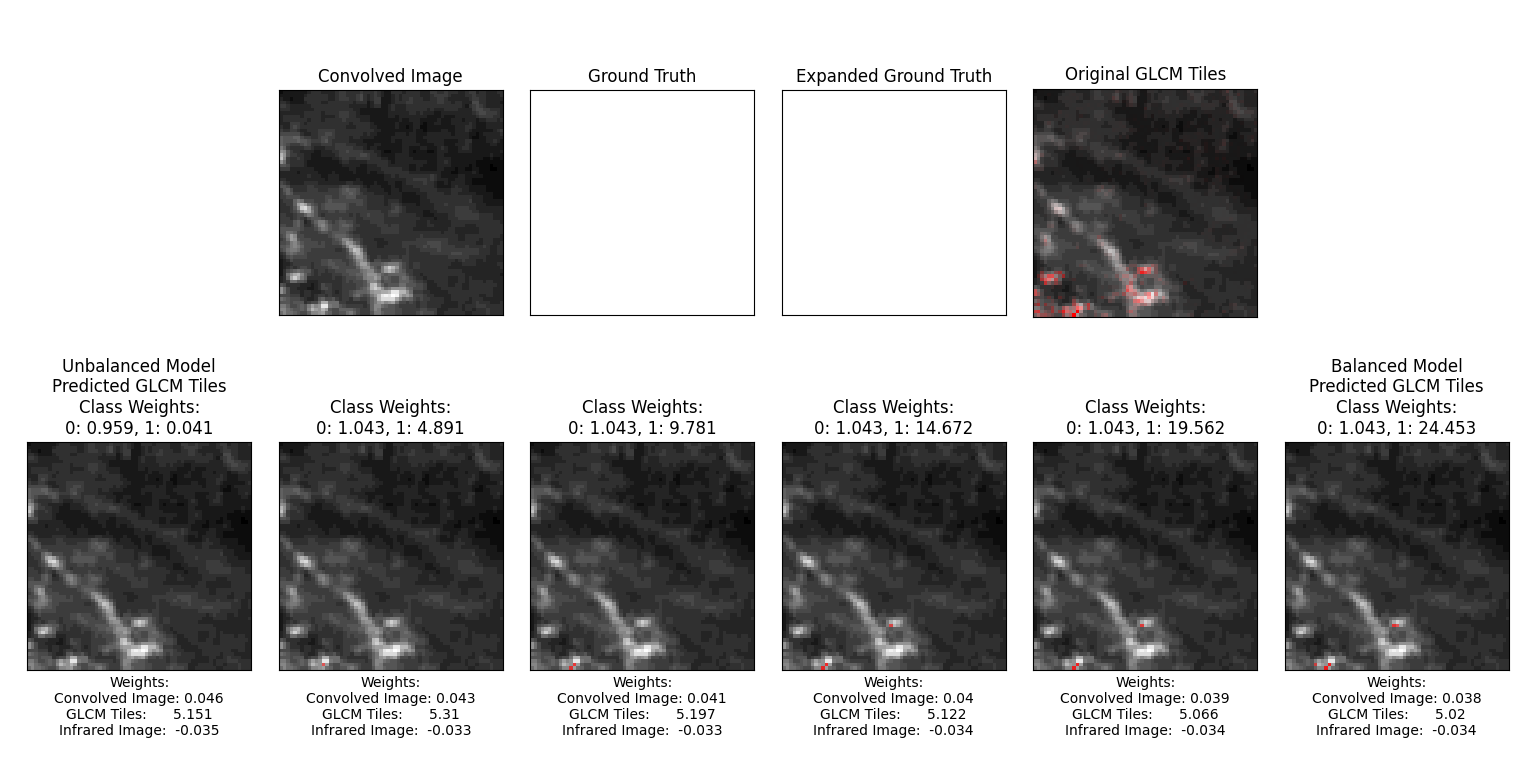 Convolved Image
Ground Truth
Expanded Ground Truth
Original GLCM Tiles
Unbalanced Model
Predicted GLCM Tiles
Class Weights:
0: 0.959, 1: 0.041
Class Weights:
0: 1.043, 1: 4.891
Class Weights:
0: 1.043, 1: 9.781
Class Weights:
0: 1.043, 1: 14.672
Class Weights:
0: 1.043, 1: 19.562
Balanced Model
Predicted GLCM Tiles
Class Weights:
0: 1.043, 1: 24.453
Weights:
Convolved Image: 0.046
GLCM Tiles: 5.151
Infrared Image: -0.035
Weights:
Convolved Image: 0.043
GLCM Tiles: 5.31
Infrared Image: -0.033
Weights:
Convolved Image: 0.041
GLCM Tiles: 5.197
Infrared Image: -0.033
Weights:
Convolved Image: 0.04
GLCM Tiles: 5.122
Infrared Image: -0.034
Weights:
Convolved Image: 0.039
GLCM Tiles: 5.066
Infrared Image: -0.034
Weights:
Convolved Image: 0.038
GLCM Tiles: 5.02
Infrared Image: -0.034